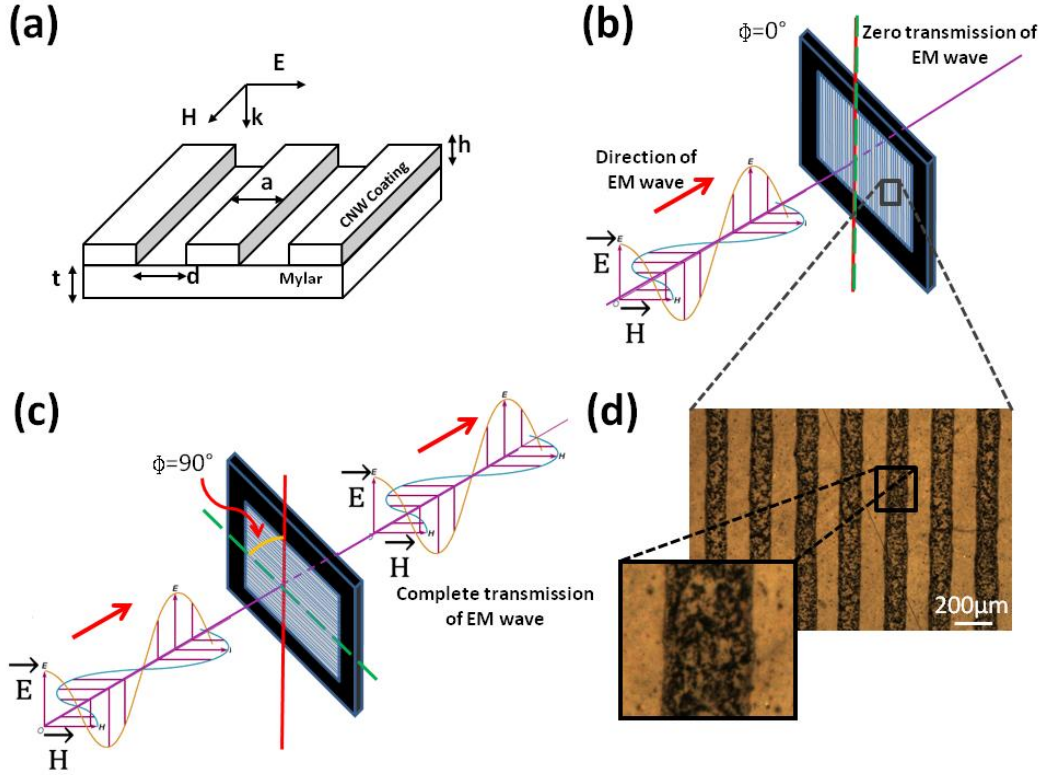 (a)
E
H
k
h
a
CNW Coating
t
d
Mylar
(b)
Φ=0°
Zero transmission of
EM wave
Direction of
EM wave
E
E
E
O
H
H
(c)
Φ=90°
E
E
E
O
H
H
H
Complete transmission
of EM wave
E
E
E
O
H
H
(d)
200µm